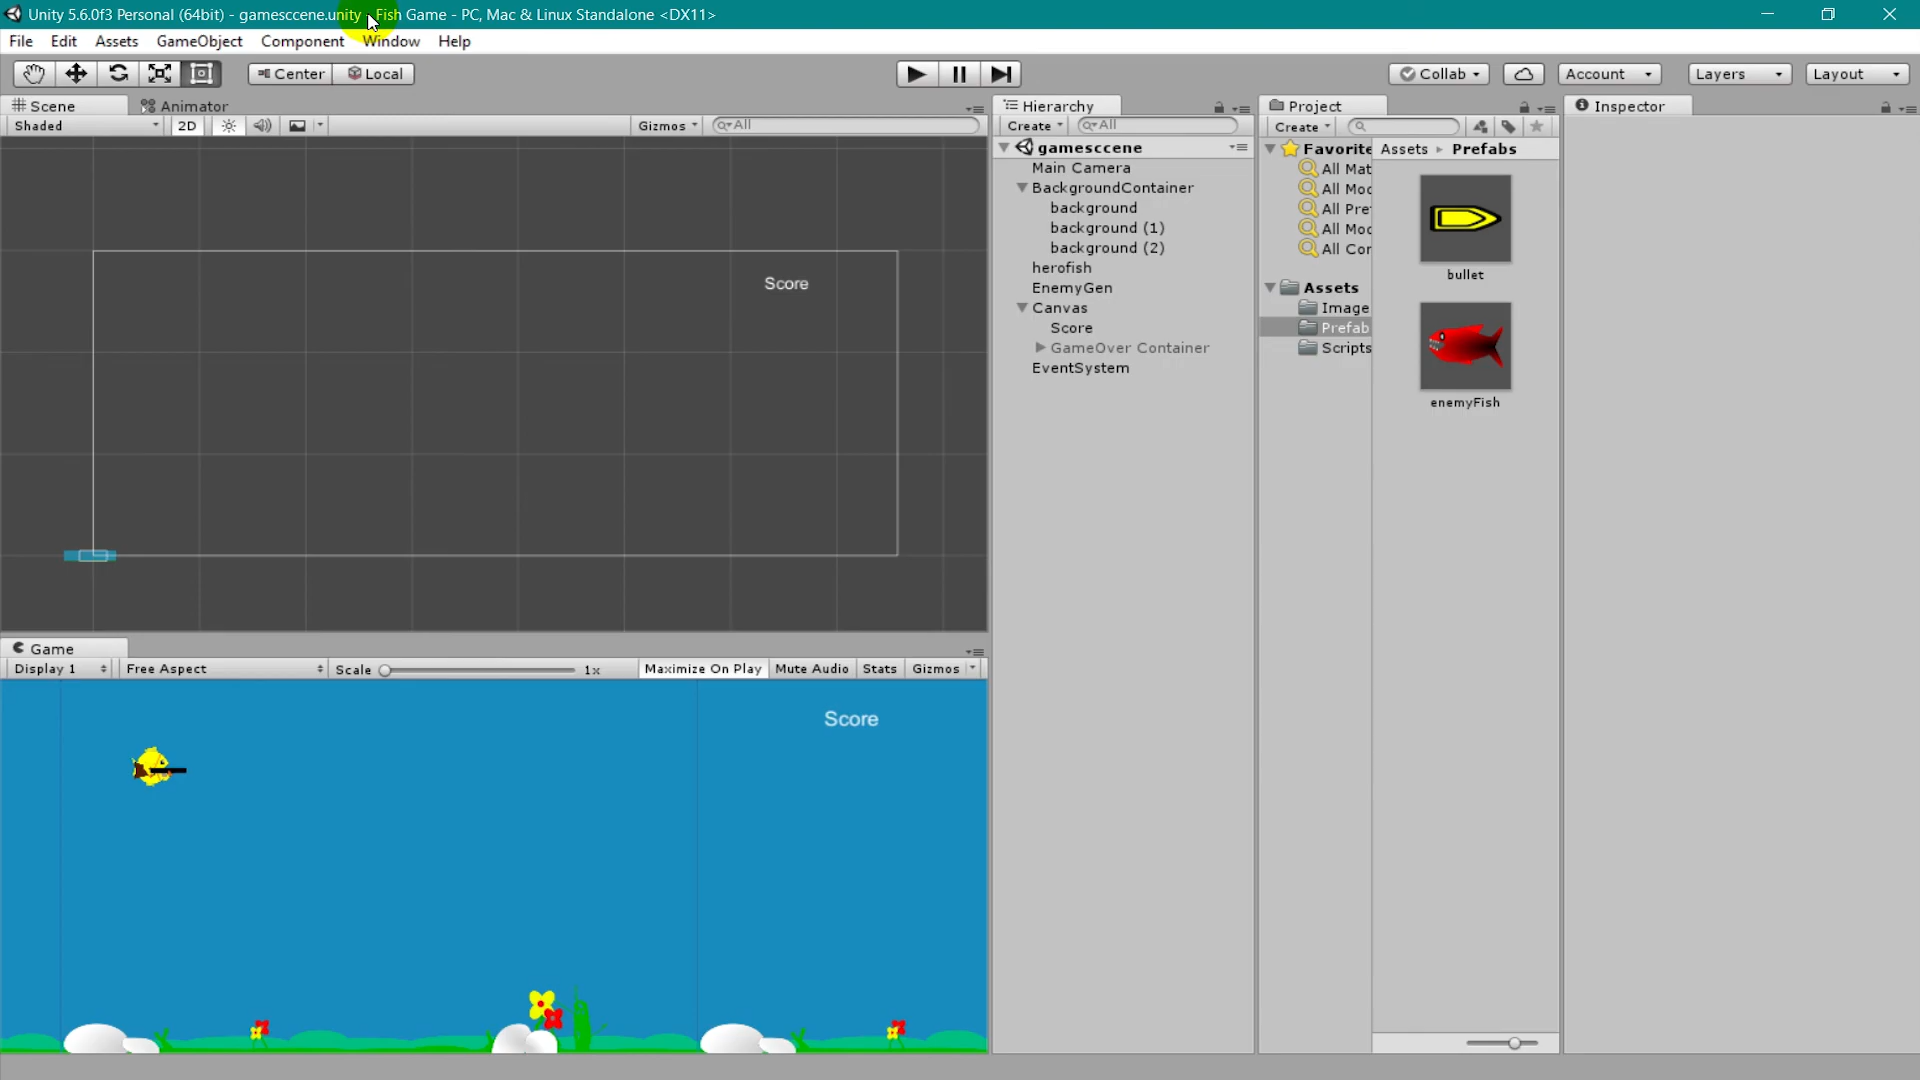 Unity 5.6.0f3 Personal (64bit) - gamesccene.unity - Fish Game - PC, Mac & Linux Standalone <DX11>
File Edit Assets GameObject Component Window Help
Center Local Collab Account Layers Layout
Scene Animator
Shaded 2D Gizmos All
Score
Game
Display 1 Free Aspect Scale 1x Maximize On Play Mute Audio Stats Gizmos
Score
Hierarchy
Create All
gamesccene
Main Camera
BackgroundContainer
background
background (1)
background (2)
herofish
EnemyGen
Canvas
Score
GameOver Container
EventSystem
Project
Create
Favorite
All Mat
All Mod
All Pre
All Mod
All Con
Assets
Image
Prefab
Scripts
Assets Prefabs
bullet
enemyFish
Inspector